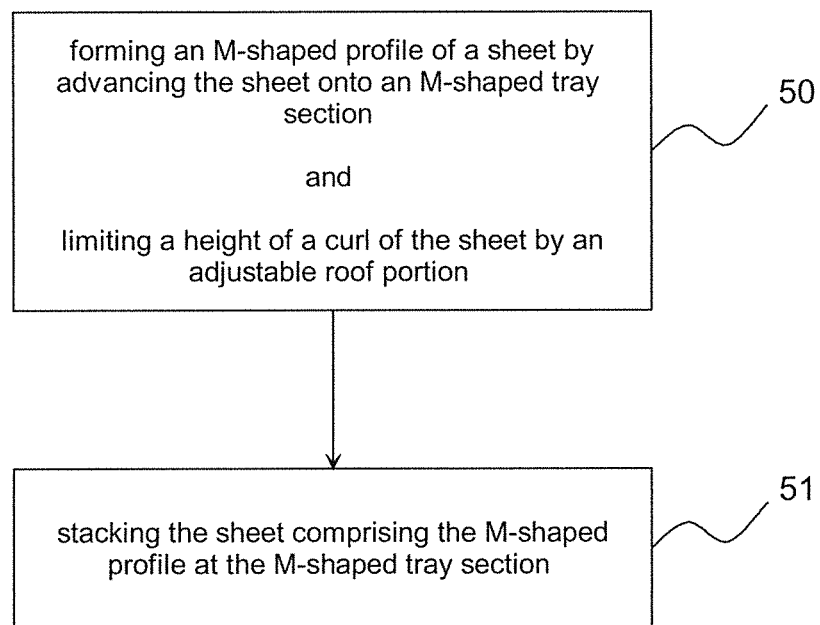 forming an M-shaped profile of a sheet by
advancing the sheet onto an M-shaped tray
section
and
limiting a height of a curl of the sheet by an
adjustable roof portion
50
stacking the sheet comprising the M-shaped
profile at the M-shaped tray section
51